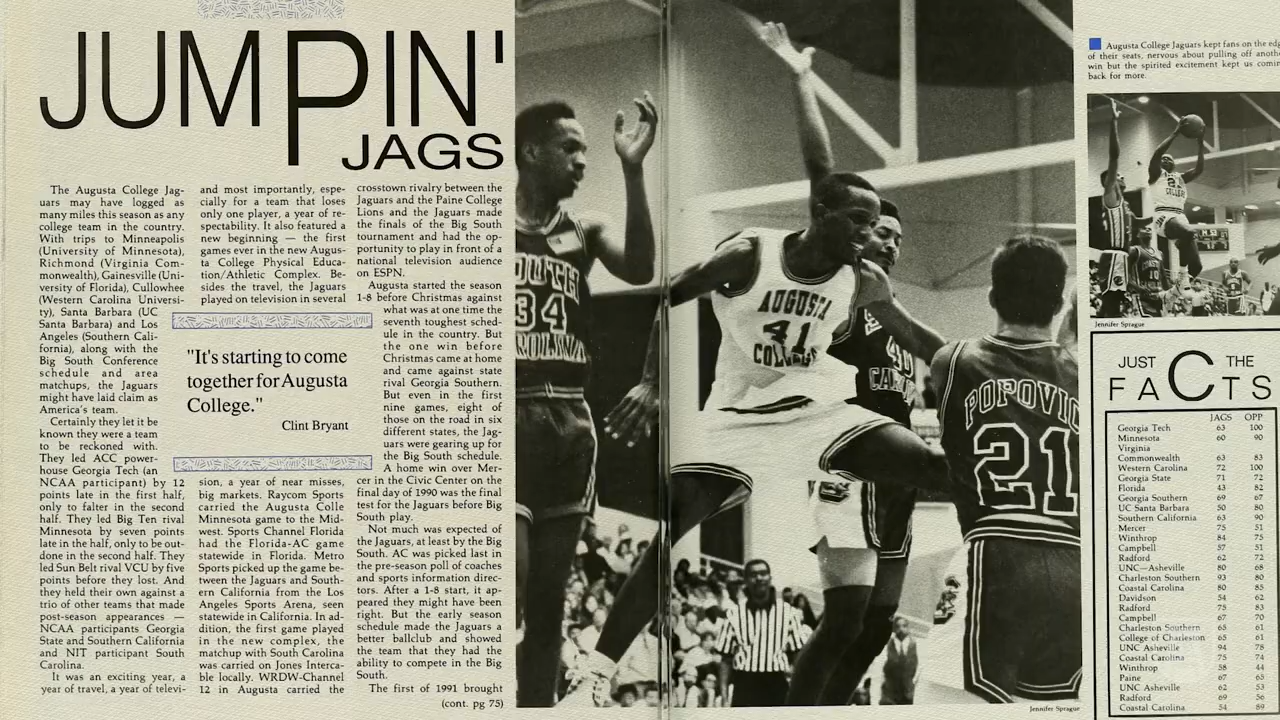 JUMPIN'
JAGS
The Augusta College Jag-
uars may have logged as
many miles this season as any
college team in the country.
With trips to Minneapolis
(University of Minnesota),
Richmond (Virginia Com-
monwealth), Gainesville (Uni-
versity of Florida), Cullowhee
(Western Carolina Universi-
ty), Santa Barbara (UC
Santa Barbara) and Los
Angeles (Southern Cali-
fornia), along with the
Big South Conference
schedule and area
matchups, the Jaguars
might have laid claim as
America's team.
Certainly they let it be
known they were a team
to be reckoned with.
They led ACC power-
house Georgia Tech (an
NCAA participant) by 12
points late in the first half,
only to falter in the second
half. They led Big Ten rival
Minnesota by seven points
late in the half, only to be out-
done in the second half. They
led Sun Belt rival VCU by five
points before they lost. And
they held their own against a
trio of other teams that made
post-season appearances —
NCAA participants Georgia
State and Southern California
and NIT participant South
Carolina.
It was an exciting year, a
year of travel, a year of televi-
and most importantly, espe-
cially for a team that loses
only one player, a year of re-
spectability. It also featured a
new beginning — the first
games ever in the new Augus-
ta College Physical Educa-
tion/Athletic Complex. Be-
sides the travel, the Jaguars
played on television in several
"It's starting to come
together for Augusta
College."
Clint Bryant
sion, a year of near misses,
big markets. Raycom Sports
carried the Augusta Colle
Minnesota game to the Mid-
west. Sports Channel Florida
had the Florida-AC game
statewide in Florida. Metro
Sports picked up the game be-
tween the Jaguars and South-
ern California from the Los
Angeles Sports Arena, seen
statewide in California. In ad-
dition, the first game played
in the new complex, the
matchup with South Carolina
was carried on Jones Interca-
ble locally. WRDW-Channel
12 in Augusta carried the
crosstown rivalry between the
Jaguars and the Paine College
Lions and the Jaguars made
the finals of the Big South
tournament and had the op-
portunity to play in front of a
national television audience
on ESPN.
Augusta started the season
1-8 before Christmas against
what was at one time the
seventh toughest sched-
ule in the country. But
the one win before
Christmas came at home
and came against state
rival Georgia Southern.
But even in the first
nine games, eight of
those on the road in six
different states, the Jag-
uars were gearing up for
the Big South schedule.
A home win over Mer-
cer in the Civic Center on the
final day of 1990 was the final
test for the Jaguars before Big
South play.
Not much was expected of
the Jaguars, at least by the Big
South. AC was picked last in
the pre-season poll of coaches
and sports information direc-
tors. After a 1-8 start, it ap-
peared they might have been
right. But the early season
schedule made the Jaguars a
better ballclub and showed
the team that they had the
ability to compete in the Big
South.
The first of 1991 brought
(cont. pg 75)
SOUTH
34
CAROLINA
AUGUSTA
41
COLLEGE
40
POPOVIC
21
Jennifer Sprague
Augusta College Jaguars kept fans on the edg
of their seats, nervous about pulling off anoth
win but the spirited excitement kept us comin
back for more.
Jennifer Sprague
JUST THE
FACTS
JAGS OPP
Georgia Tech 63 100
Minnesota 60 90
Virginia
Commonwealth 63 83
Western Carolina 72 100
Georgia State 71 72
Florida 43 82
Georgia Southern 69 67
UC Santa Barbara 50 80
Southern California 63 90
Mercer 75 51
Winthrop 84 75
Campbell 57 51
Radford 62 72
UNC—Asheville 80 68
Charleston Southern 93 80
Coastal Carolina 80 85
Davidson 54 62
Radford 75 83
Campbell 67 70
Charleston Southern 65 61
College of Charleston 65 61
UNC Asheville 94 78
Coastal Carolina 75 74
Winthrop 58 44
Paine 67 65
UNC Asheville 62 53
Radford 69 56
Coastal Carolina 54 89